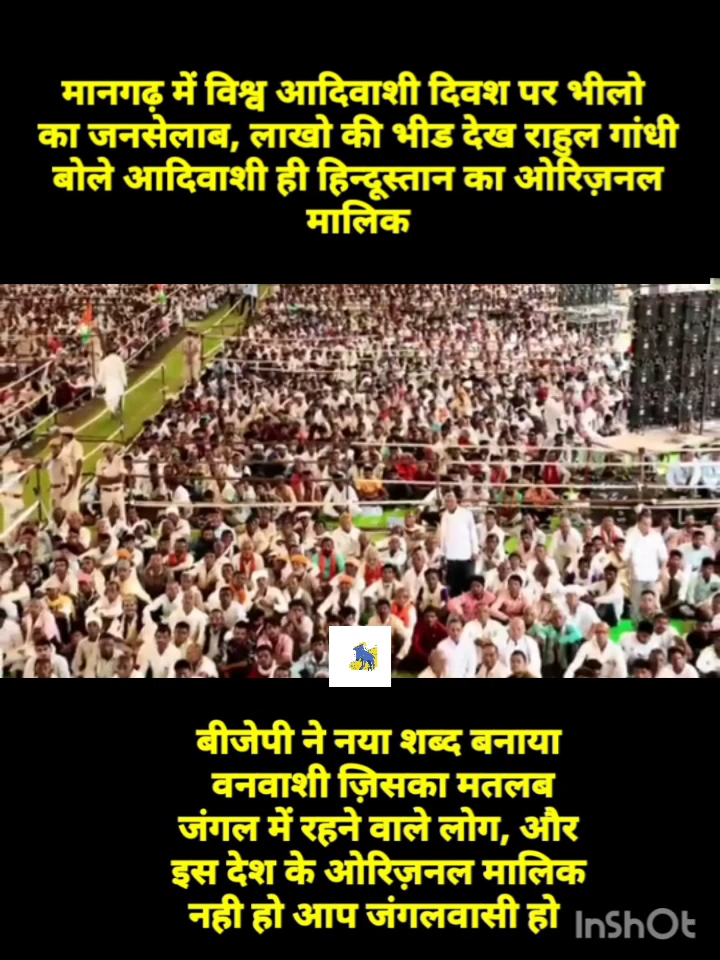 मानगढ़ में विश्व आदिवाशी दिवश पर भीलो
का जनसेलाब, लाखो की भीड देख राहुल गांधी
बोले आदिवाशी ही हिन्दूस्तान का ओरिज़नल
मालिक
बीजेपी ने नया शब्द बनाया
वनवाशी ज़िसका मतलब
जंगल में रहने वाले लोग, और
इस देश के ओरिज़नल मालिक
नही हो आप जंगलवासी हो
InShOt